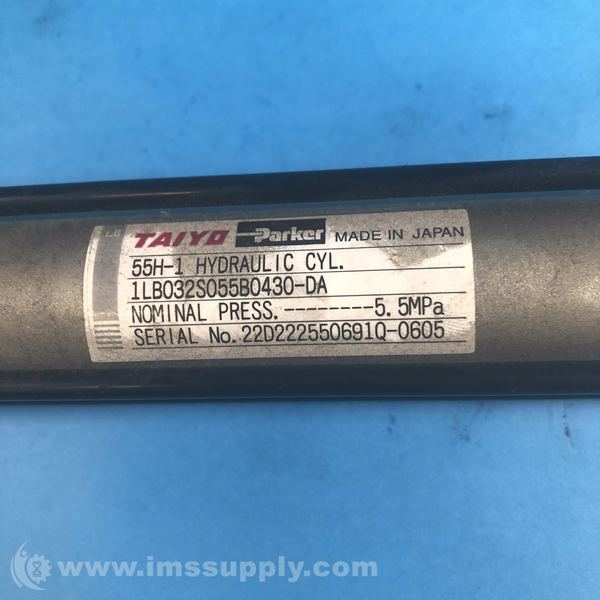 TAIYO Parker MADE IN JAPAN
55H-1 HYDRAULIC CYL.
1LB032S055B0430-DA
NOMINAL PRESS.--------5.5MPa
SERIAL No.22D222550691Q-0605
www.imssupply.com